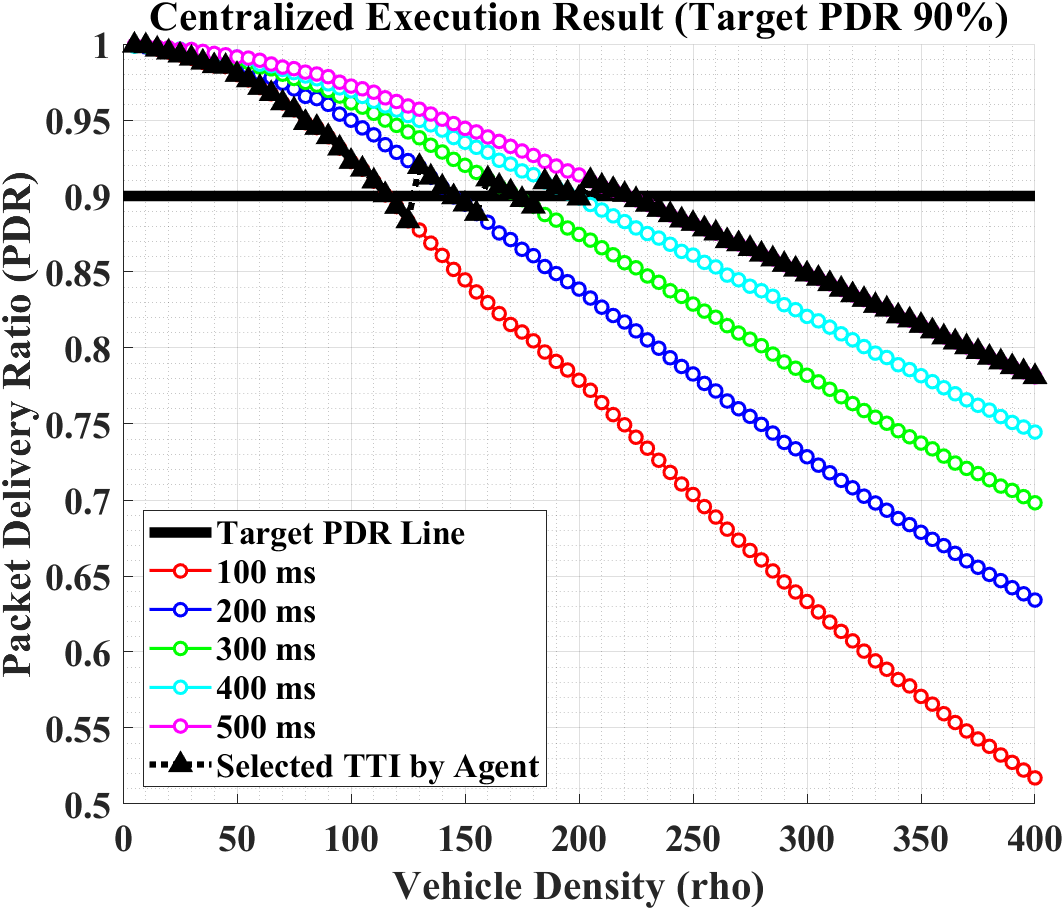 Centralized Execution Result (Target PDR 90%)
Packet Delivery Ratio (PDR)
1
0.95
0.9
0.85
0.8
0.75
0.7
0.65
0.6
0.55
0.5
Target PDR Line
100 ms
200 ms
300 ms
400 ms
500 ms
Selected TTI by Agent
0 50 100 150 200 250 300 350 400
Vehicle Density (rho)